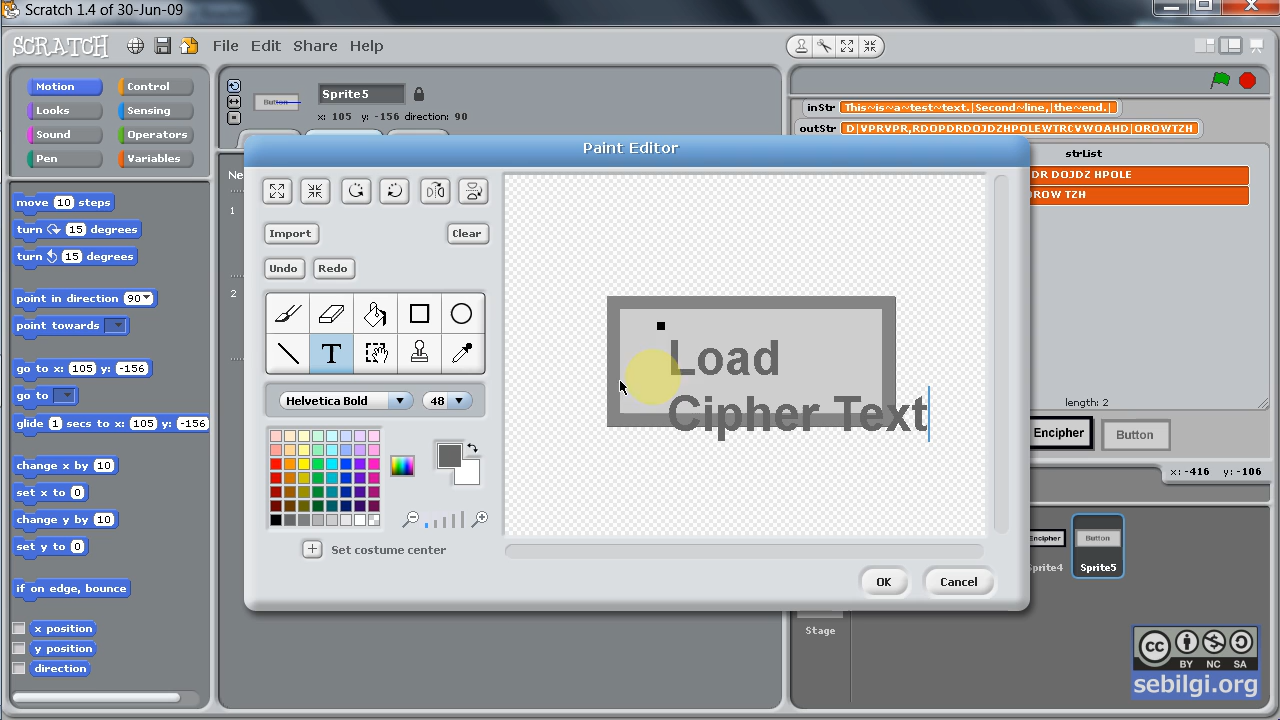 Scratch 1.4 of 30-Jun-09
SCRATCH File Edit Share Help
Motion Control
Looks Sensing
Sound Operators
Pen Variables
Button
Sprite5
x: 105 y: -156 direction: 90
inStr This~is~a~test~text.|Second~line,|the~end.|
outStr D|VPRVPR,RDOPDRDOJDZHPOLEWTRCVWOAHD|OROWTZH
strList
DR DOJDZ HPOLE
ROW TZH
length: 2
Encipher Button
x: -416 y: -106
Ne
1
2
move 10 steps
turn 15 degrees
turn 15 degrees
point in direction 90
point towards
go to x: 105 y: -156
go to
glide 1 secs to x: 105 y: -156
change x by 10
set x to 0
change y by 10
set y to 0
if on edge, bounce
x position
y position
direction
Paint Editor
Import Clear
Undo Redo
T
Helvetica Bold 48
Set costume center
Load
Cipher Text
OK Cancel
Encipher Button
rite4 Sprite5
Stage
cc BY NC SA
sebilgi.org